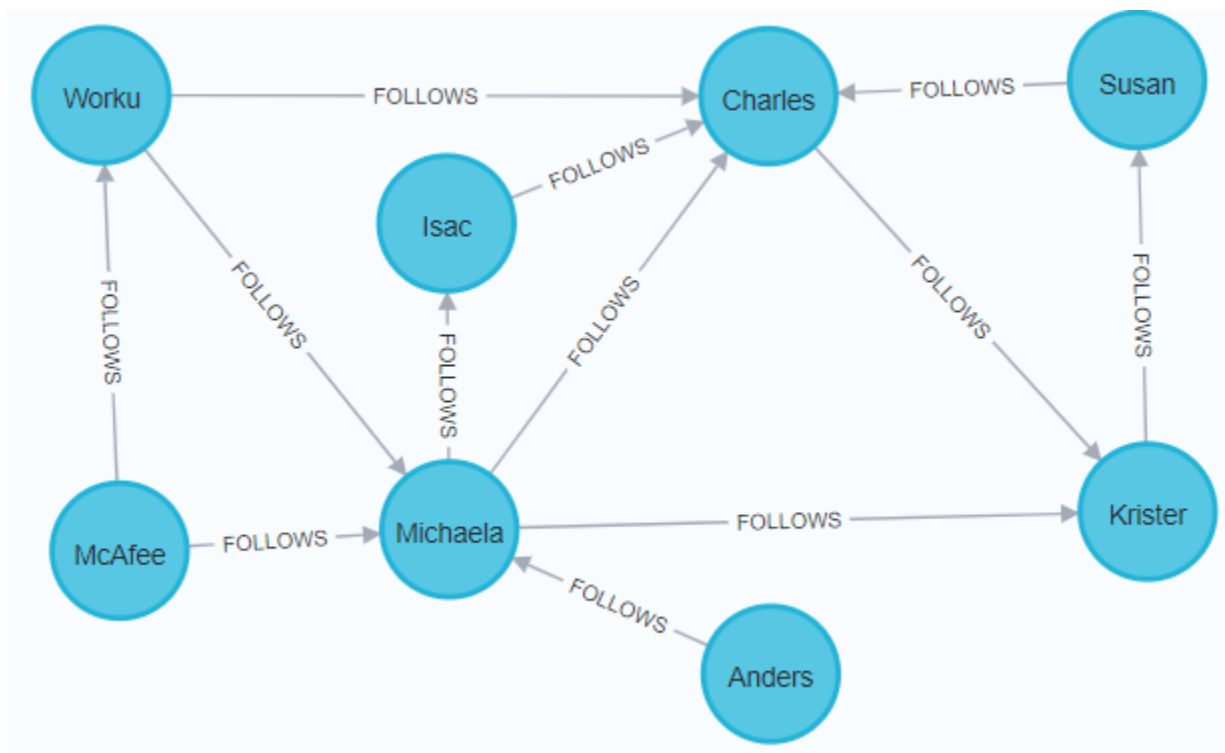 Worku
FOLLOWS
Charles
FOLLOWS
Susan
FOLLOWS
Isac
FOLLOWS
FOLLOWS
FOLLOWS
FOLLOWS
FOLLOWS
FOLLOWS
McAfee
FOLLOWS
Michaela
FOLLOWS
Krister
FOLLOWS
Anders